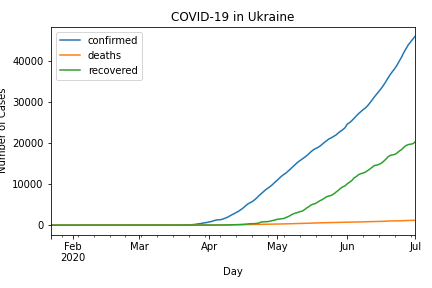 COVID-19 in Ukraine
confirmed
deaths
recovered
40000
30000
20000
10000
0
Number of Cases
Feb
2020
Mar
Apr
May
Jun
Jul
Day